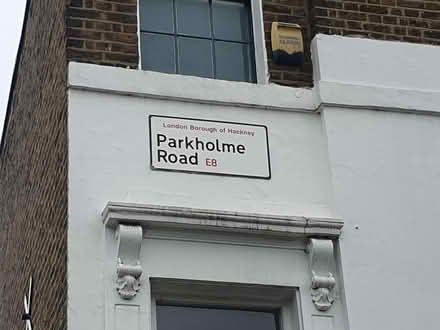 London Borough of Hackney
Parkholme
Road E8